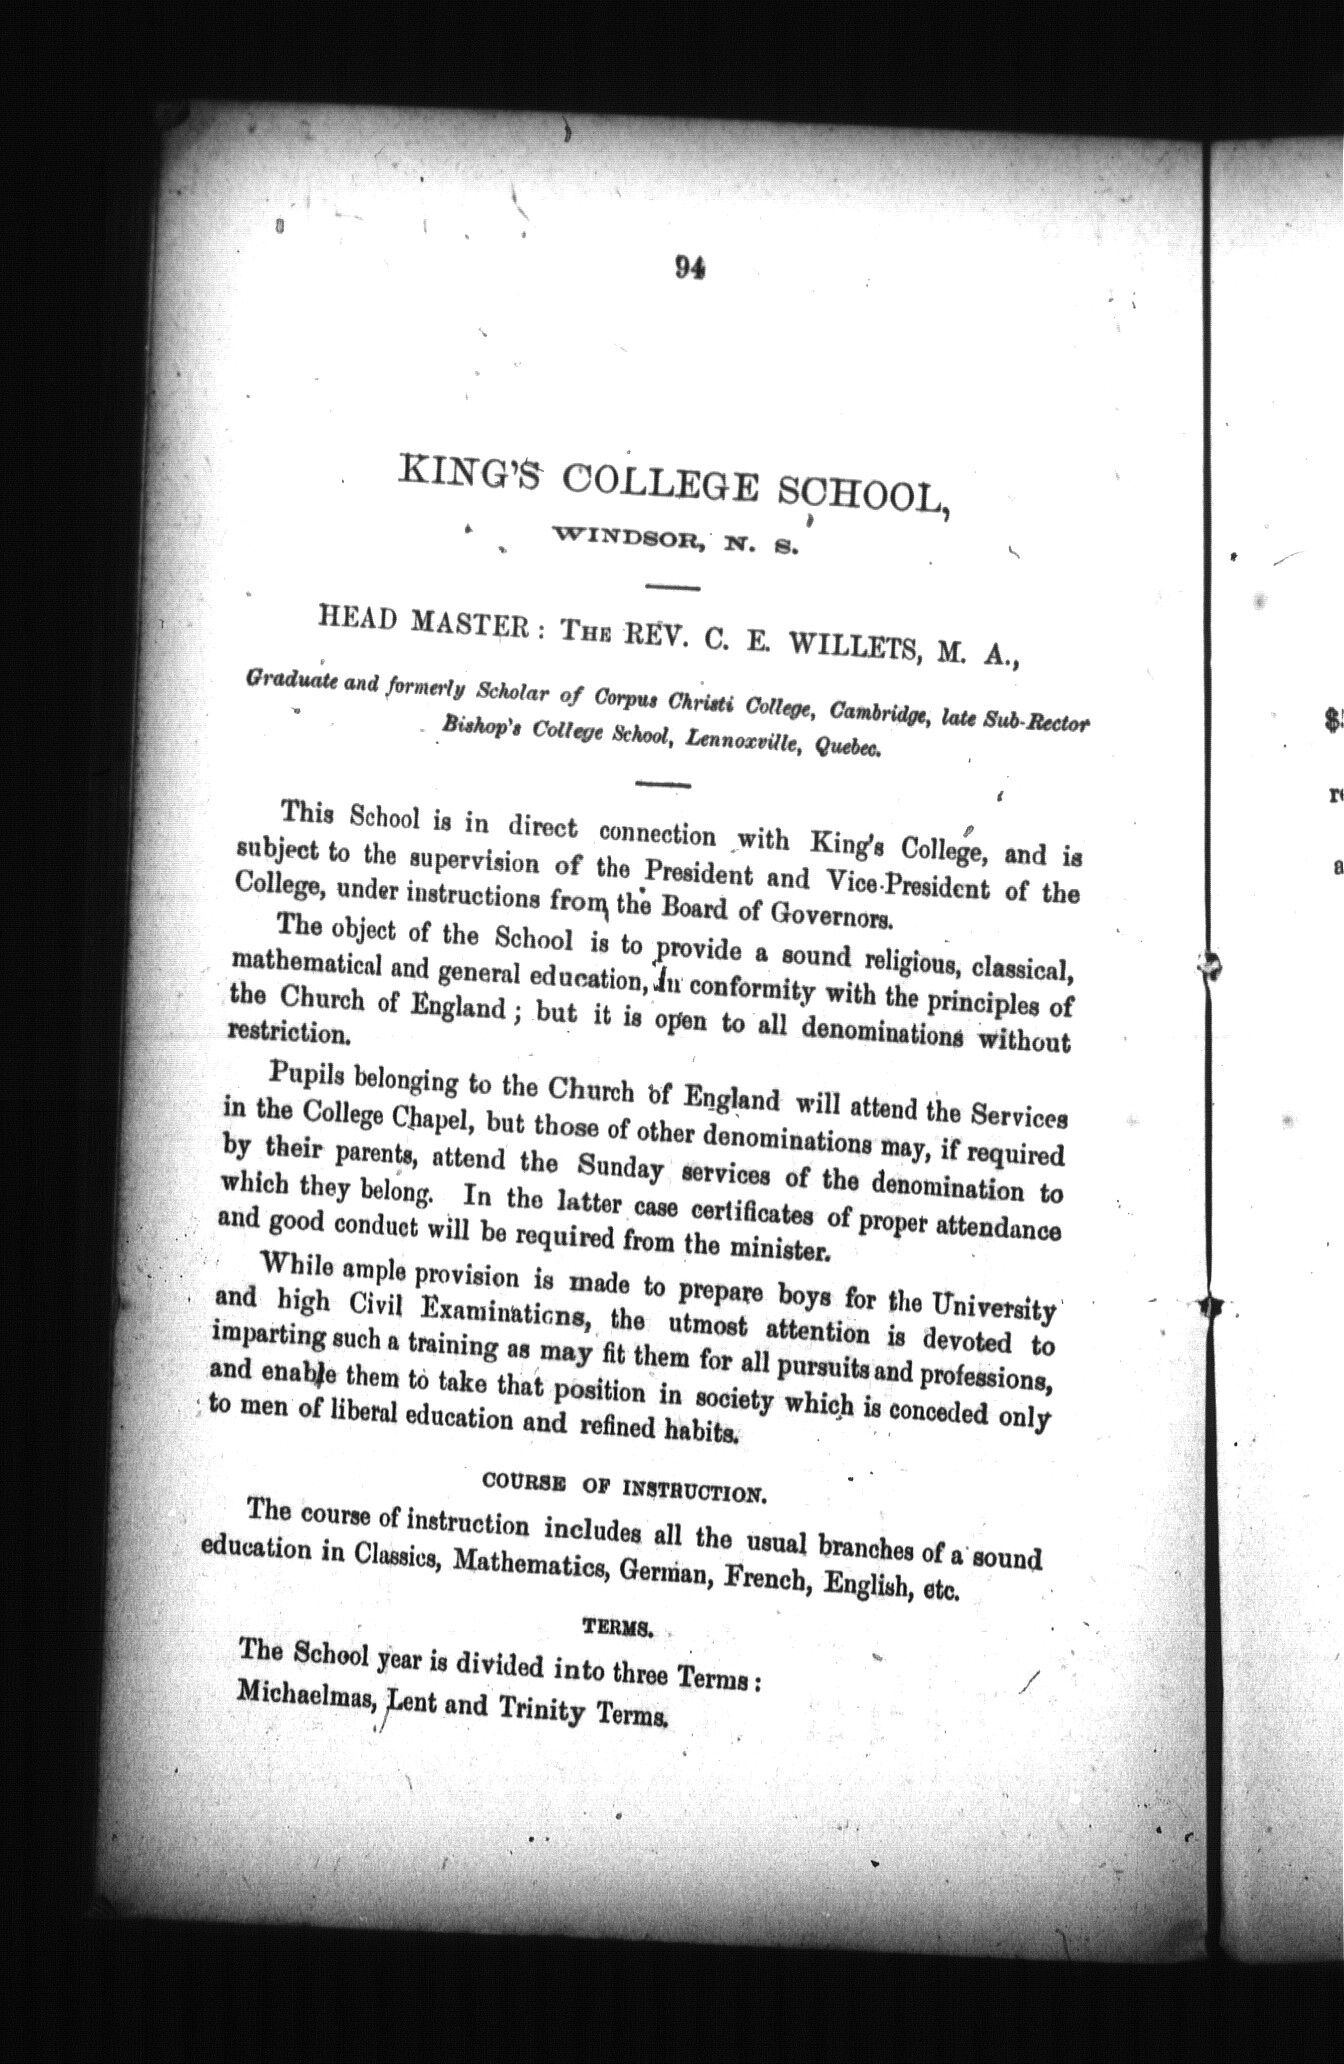 94
KING'S COLLEGE SCHOOL,
WINDSOR, N. S.
HEAD MASTER: THE REV. C. E. WILLETS, M. A.,
Graduate and formerly Scholar of Corpus Christi College, Cambridge, late Sub-Rector
Bishop's College School, Lennoxville, Quebec.
This School is in direct connection with King's College, and is
subject to the supervision of the President and Vice-President of the
College, under instructions from the Board of Governors.
The object of the School is to provide a sound religious, classical,
mathematical and general education, in conformity with the principles of
the Church of England; but it is open to all denominations without
restriction.
Pupils belonging to the Church of England will attend the Services
in the College Chapel, but those of other denominations may, if required
by their parents, attend the Sunday services of the denomination to
which they belong. In the latter case certificates of proper attendance
and good conduct will be required from the minister.
While ample provision is made to prepare boys for the University
and high Civil Examinations, the utmost attention is devoted to
imparting such a training as may fit them for all pursuits and professions,
and enable them to take that position in society which is conceded only
to men of liberal education and refined habits.
COURSE OF INSTRUCTION.
The course of instruction includes all the usual branches of a sound
education in Classics, Mathematics, German, French, English, etc.
TERMS.
The School year is divided into three Terms:
Michaelmas, Lent and Trinity Terms.